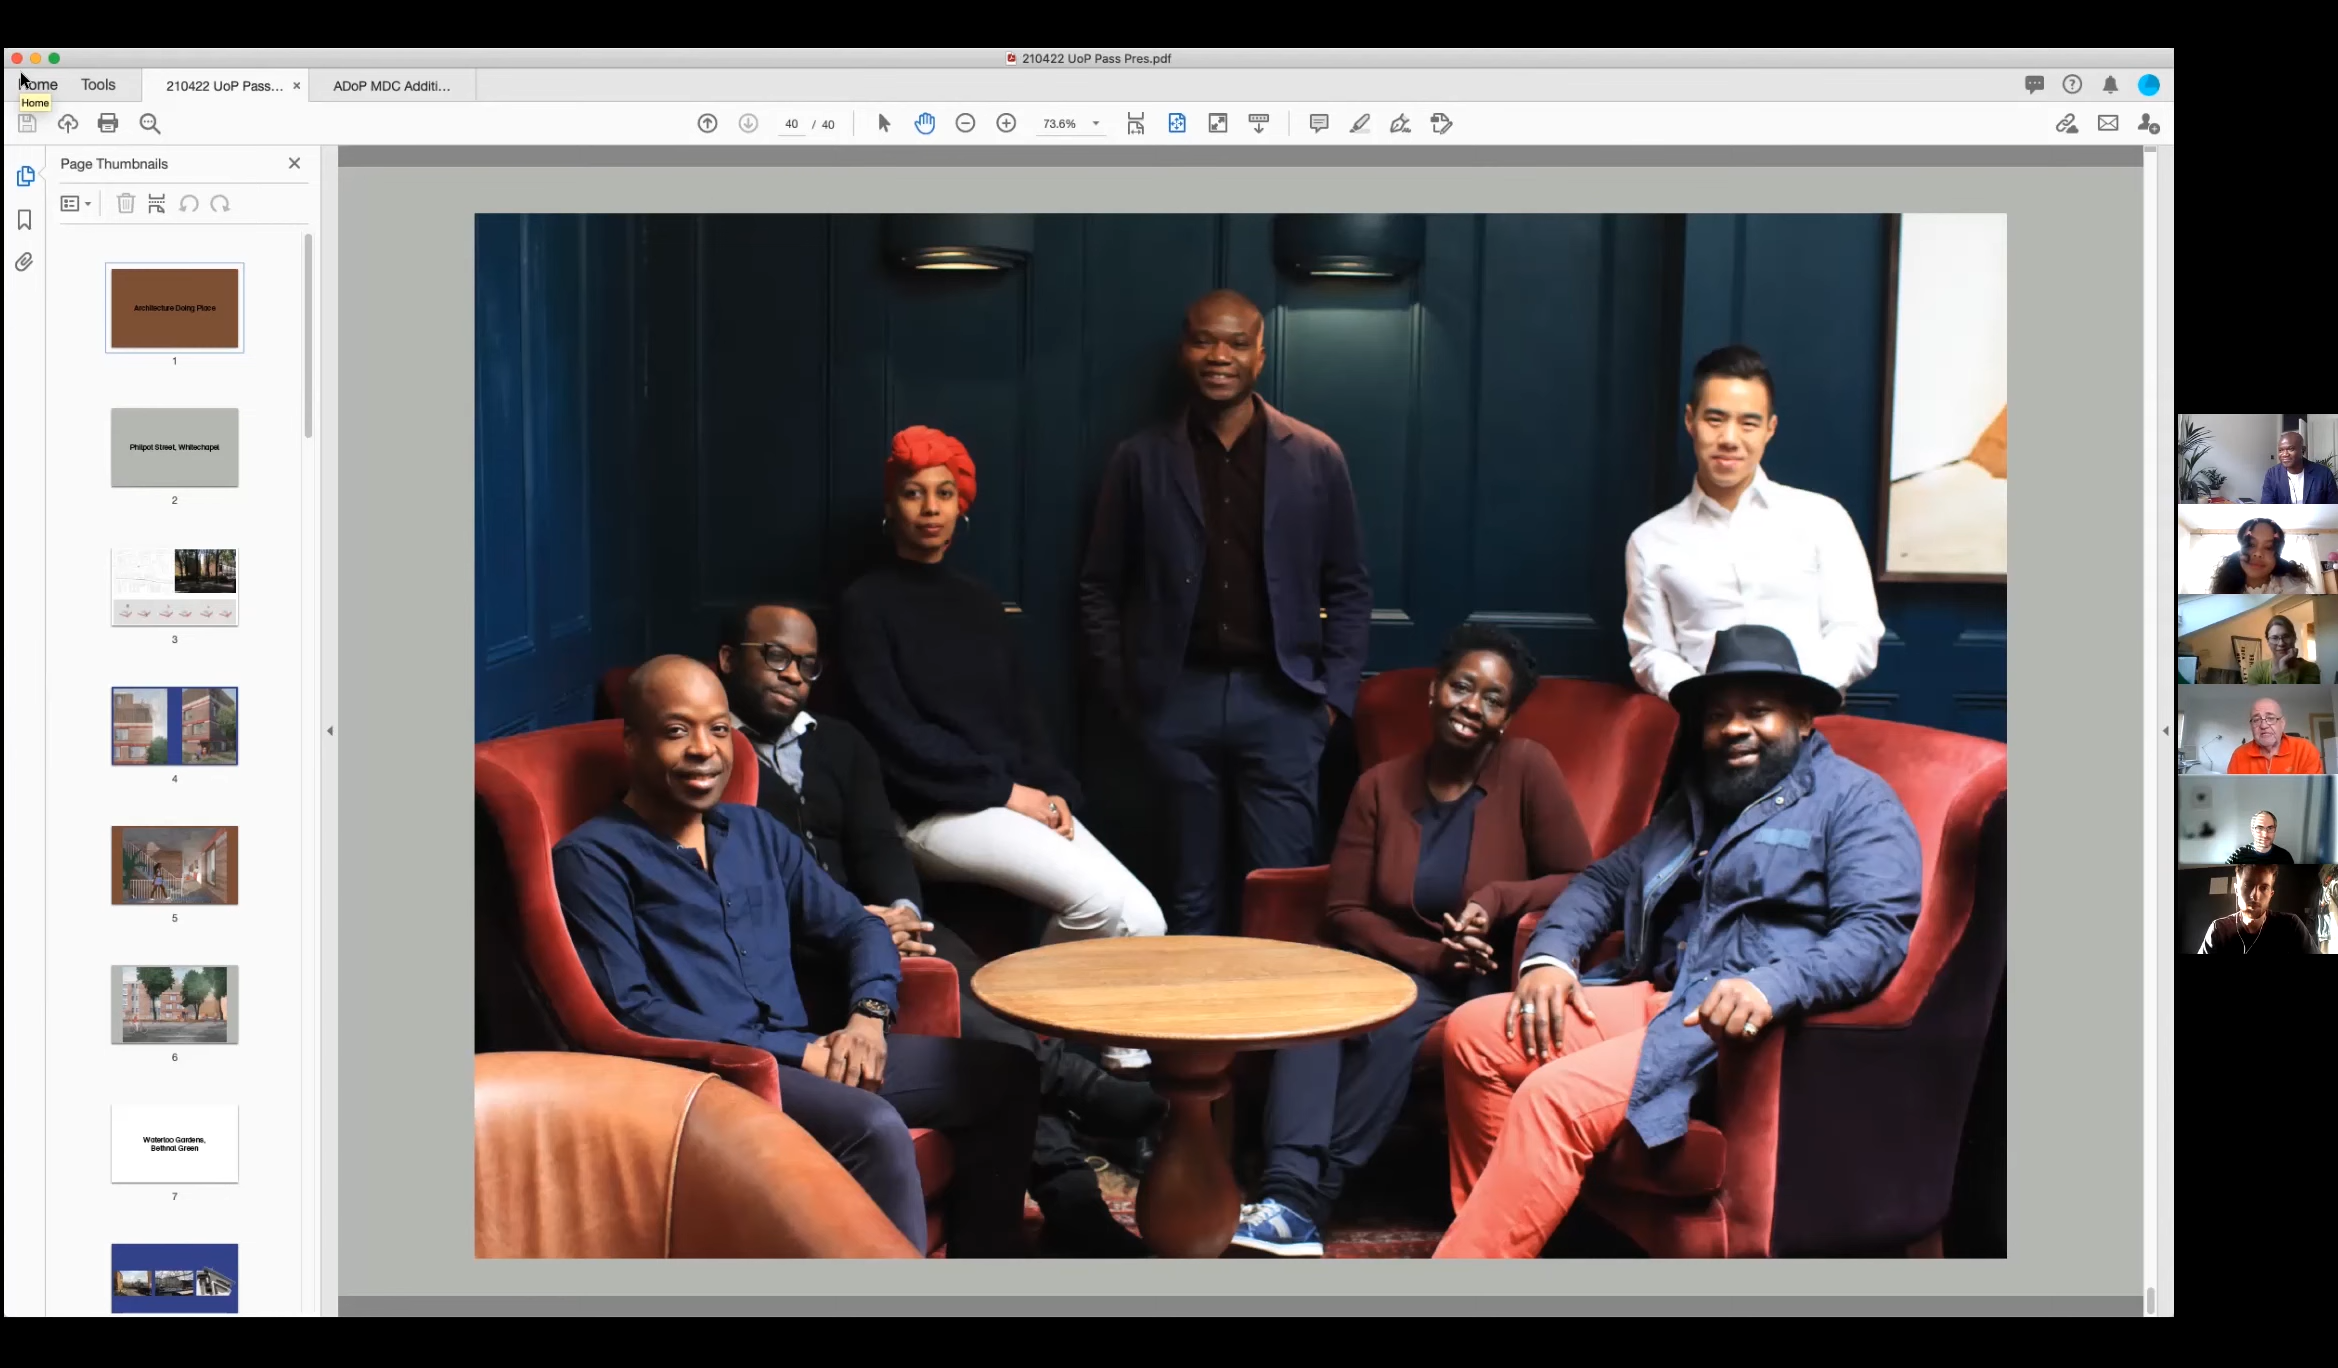 210422 UoP Pass Pres.pdf
Home
Tools
210422 UoP Pass...
ADoP MDC Additi...
Home
40 / 40
73.6%
Page Thumbnails
Architecture Doing Place
1
Philpot Street, Whitechapel
2
3
4
5
6
Waterloo Gardens,
Bethnal Green
7